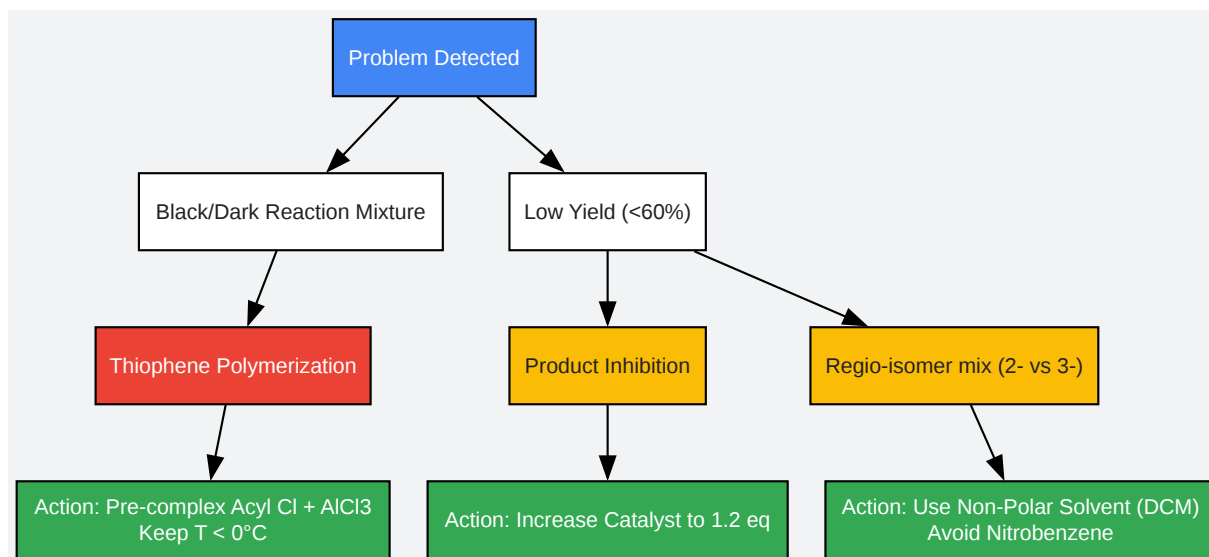 Problem Detected
Black/Dark Reaction Mixture
Low Yield (<60%)
Thiophene Polymerization
Product Inhibition
Regio-isomer mix (2- vs 3-)
Action: Pre-complex Acyl Cl + AlCl3
Keep T < 0°C
Action: Increase Catalyst to 1.2 eq
Action: Use Non-Polar Solvent (DCM)
Avoid Nitrobenzene